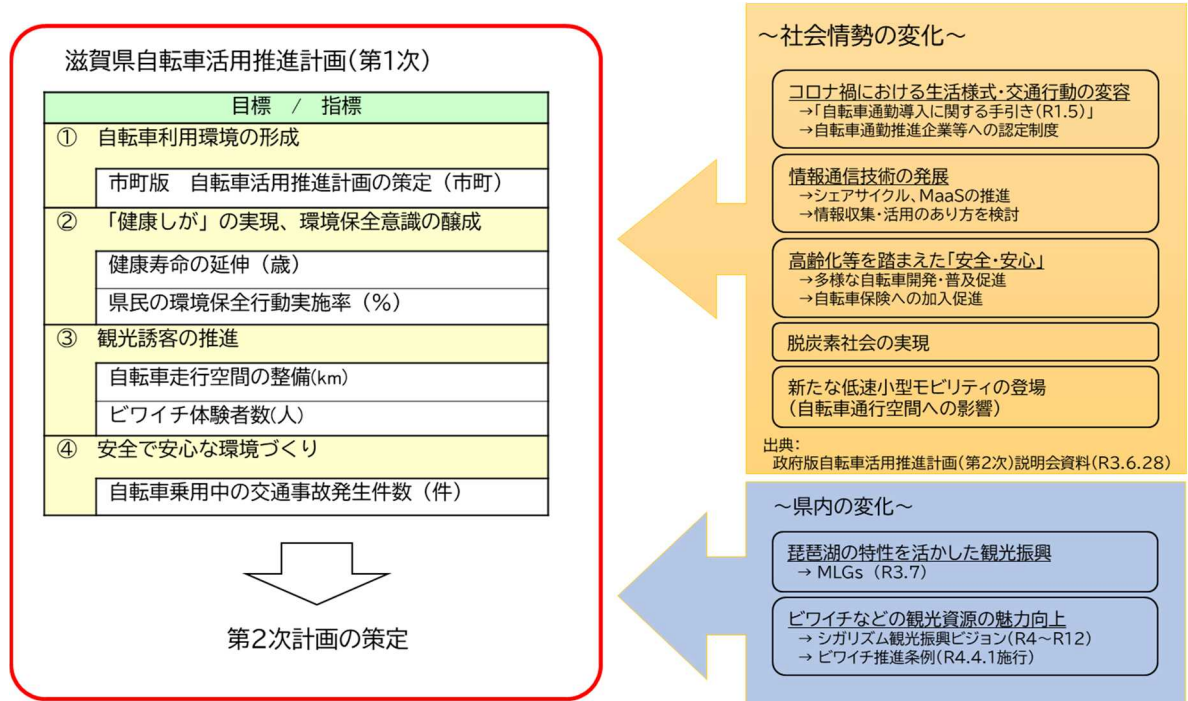 滋賀県自転車活用推進計画(第1次)
目標 / 指標
① 自転車利用環境の形成
市町版 自転車活用推進計画の策定(市町)
② 「健康しが」の実現、環境保全意識の醸成
健康寿命の延伸(歳)
県民の環境保全行動実施率(%)
③ 観光誘客の推進
自転車走行空間の整備(km)
ビワイチ体験者数(人)
④ 安全で安心な環境づくり
自転車乗用中の交通事故発生件数(件)
第2次計画の策定
～社会情勢の変化～
コロナ禍における生活様式・交通行動の変容
→「自転車通勤導入に関する手引き(R1.5)」
→自転車通勤推進企業等への認定制度
情報通信技術の発展
→シェアサイクル、MaaSの推進
→情報収集・活用のあり方を検討
高齢化等を踏まえた「安全・安心」
→多様な自転車開発・普及促進
→自転車保険への加入促進
脱炭素社会の実現
新たな低速小型モビリティの登場
(自転車通行空間への影響)
出典:
政府版自転車活用推進計画(第2次)説明会資料(R3.6.28)
～県内の変化～
琵琶湖の特性を活かした観光振興
→ MLGs (R3.7)
ビワイチなどの観光資源の魅力向上
→ シガリズム観光振興ビジョン(R4～R12)
→ ビワイチ推進条例(R4.4.1施行)